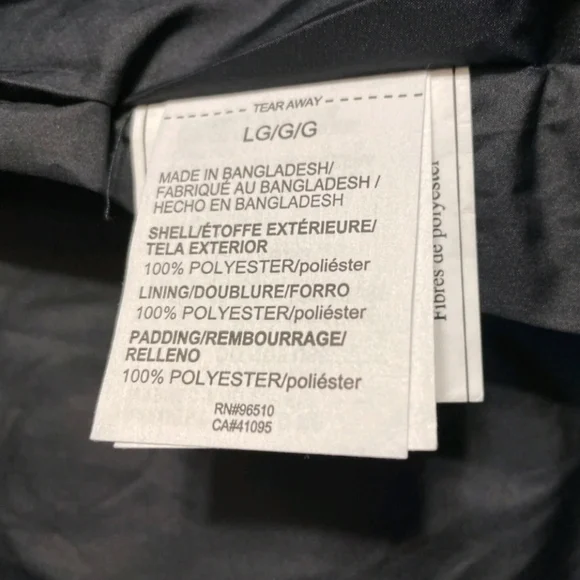 TEAR AWAY
LG/G/G
MADE IN BANGLADESH/
FABRIQUÉ AU BANGLADESH /
HECHO EN BANGLADESH
SHELL/ÉTOFFE EXTÉRIEURE/
TELA EXTERIOR
100% POLYESTER/poliéster
LINING/DOUBLURE/FORRO
100% POLYESTER/poliéster
PADDING/REMBOURRAGE/
RELLENO
100% POLYESTER/poliéster
RN#96510
CA#41095
Fibres de polyester